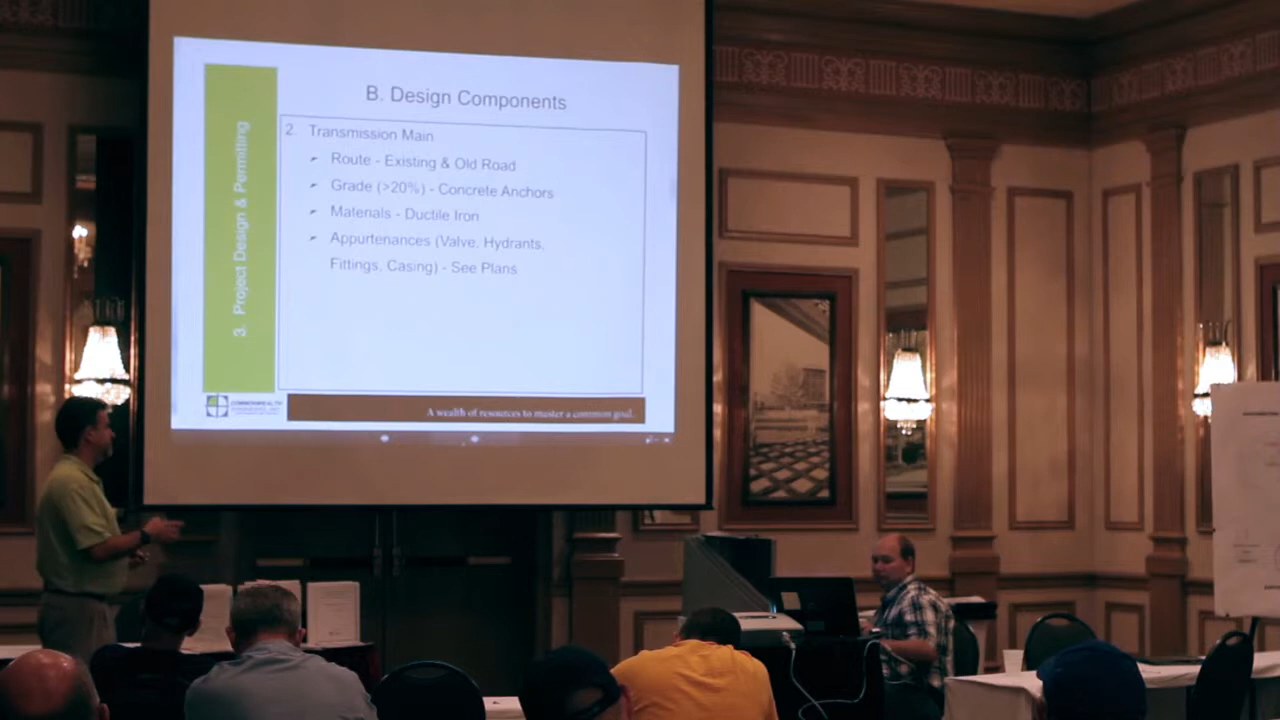 B. Design Components
3. Project Design & Permitting
2. Transmission Main
Route - Existing & Old Road
Grade (>20%) - Concrete Anchors
Materials - Ductile Iron
Appurtenances (Valve, Hydrants,
Fittings, Casing) - See Plans
COMMONWEALTH
A wealth of resources to master a common goal.